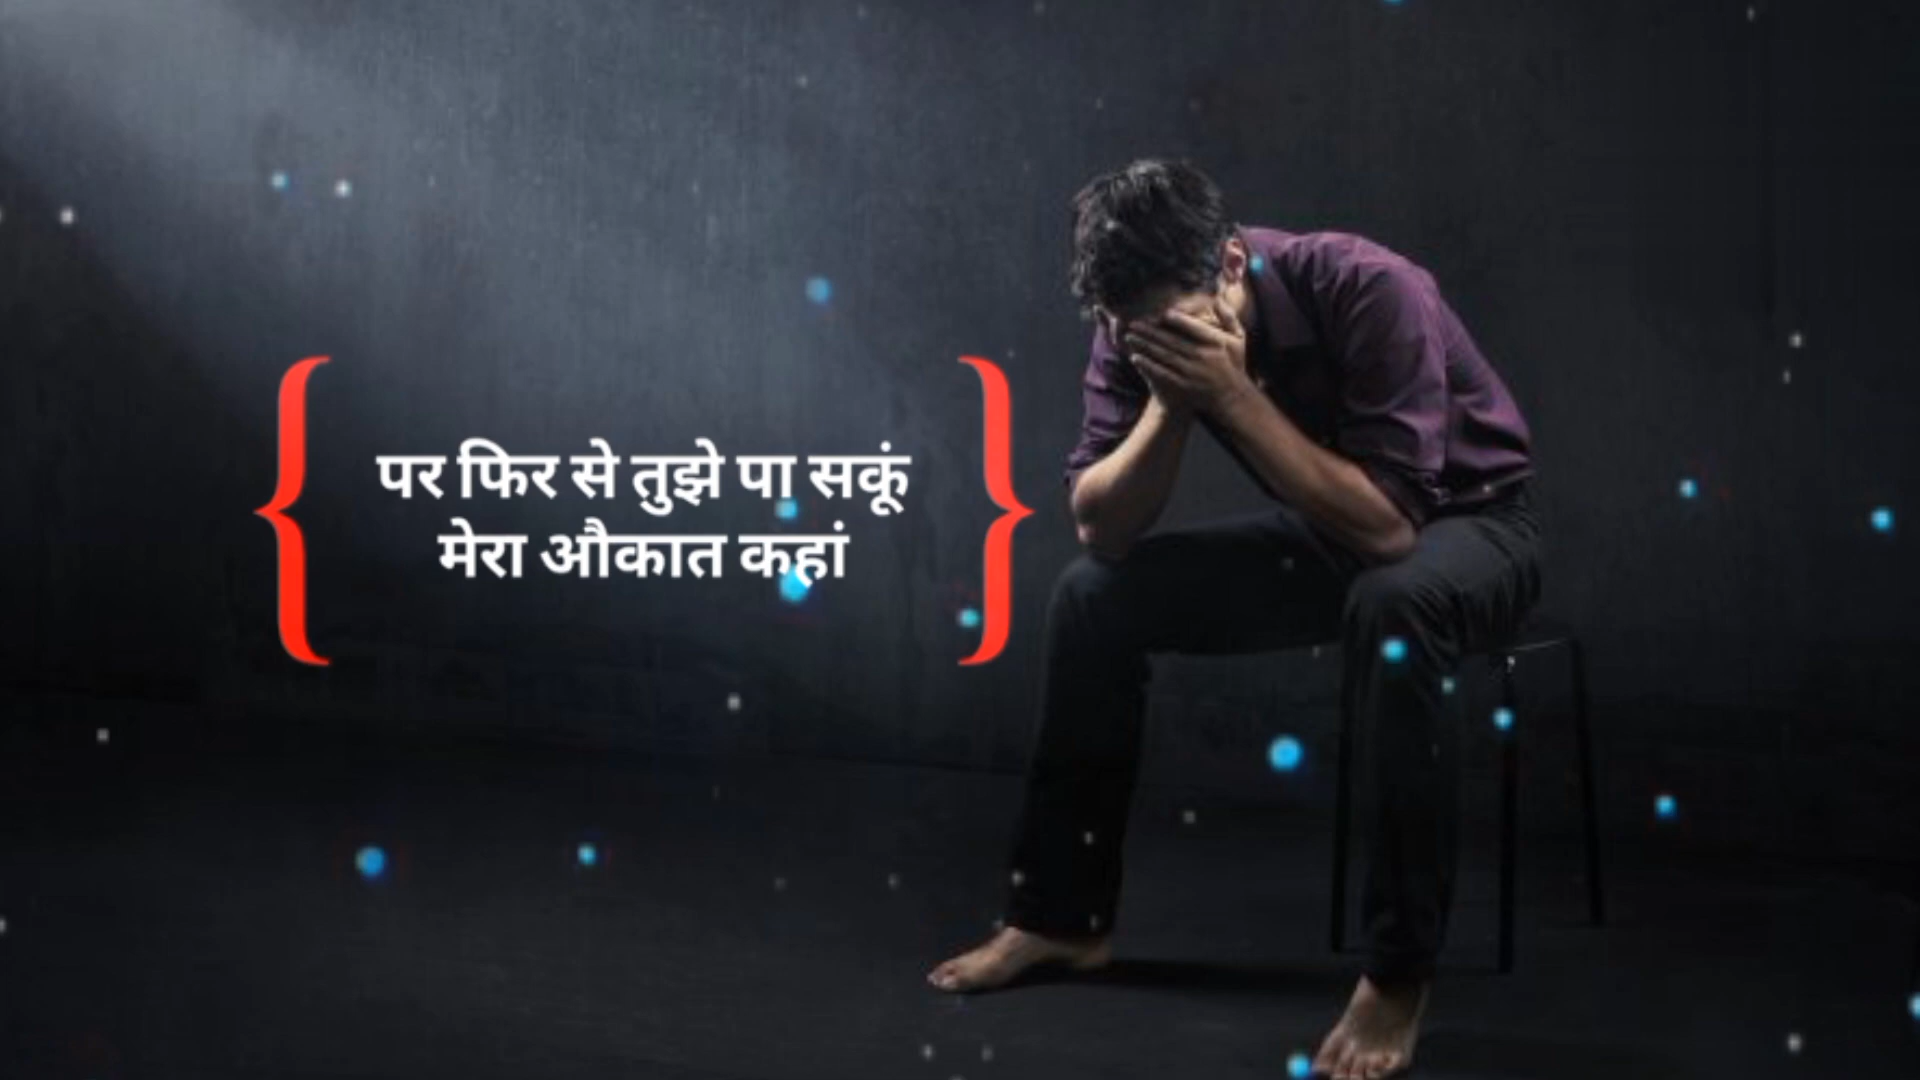 पर फिर से तुझे पा सकूं
मेरा औकात कहां